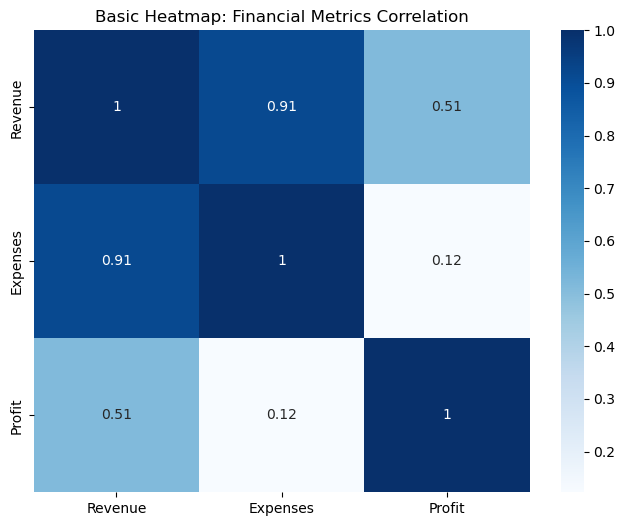 Basic Heatmap: Financial Metrics Correlation
Revenue
1
0.91
0.51
Expenses
0.91
1
0.12
Profit
0.51
0.12
1
Revenue
Expenses
Profit
1.0
0.9
0.8
0.7
0.6
0.5
0.4
0.3
0.2